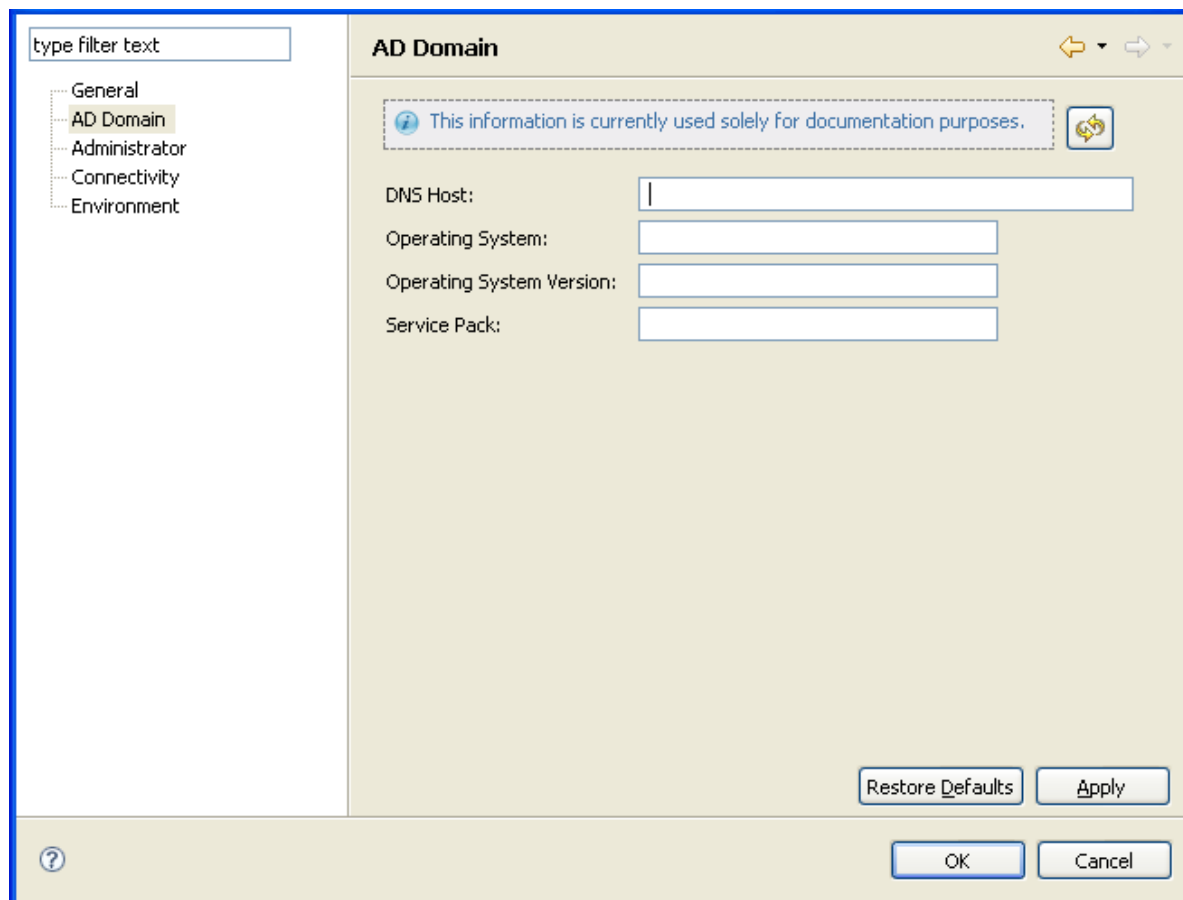 type filter text
General
AD Domain
Administrator
Connectivity
Environment
AD Domain
This information is currently used solely for documentation purposes.
DNS Host:
Operating System:
Operating System Version:
Service Pack:
Restore Defaults
Apply
OK
Cancel